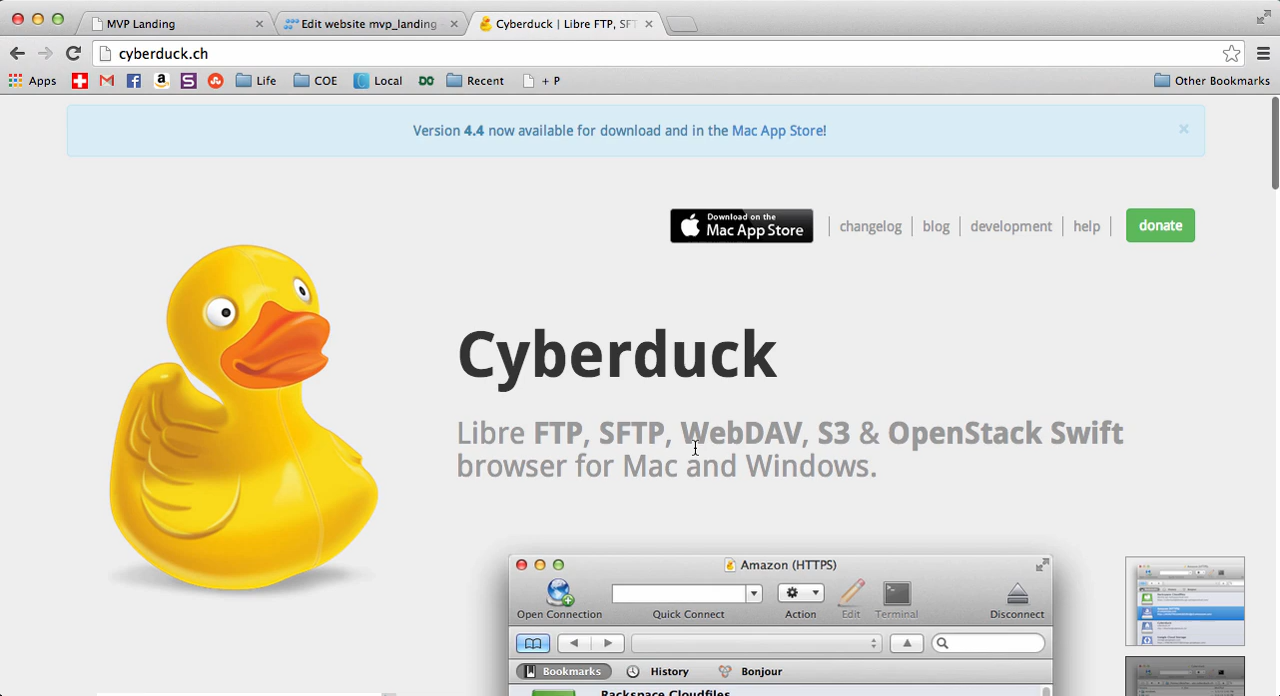 MVP Landing
Edit website mvp_landing
Cyberduck | Libre FTP, SFT
cyberduck.ch
Apps
Life
COE
Local
DO
Recent
+ P
Other Bookmarks
Version 4.4 now available for download and in the Mac App Store!
Download on the
Mac App Store
changelog
blog
development
help
donate
Cyberduck
Libre FTP, SFTP, WebDAV, S3 & OpenStack Swift
browser for Mac and Windows.
Amazon (HTTPS)
Open Connection
Quick Connect
Action
Edit
Terminal
Disconnect
Bookmarks
History
Bonjour
Rackspace Cloudfiles